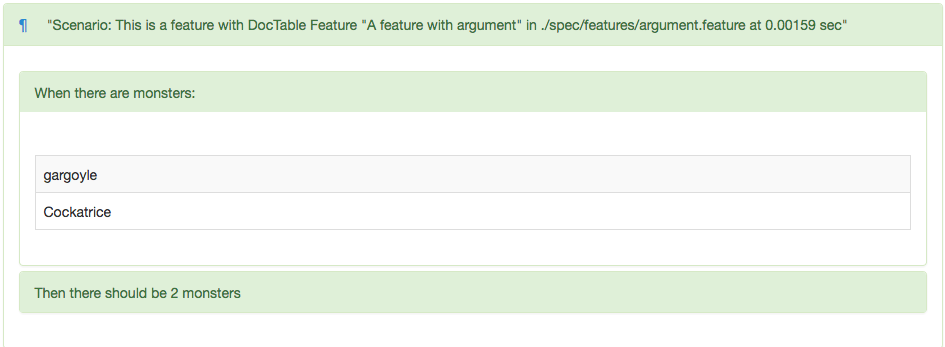 ¶ "Scenario: This is a feature with DocTable Feature "A feature with argument" in ./spec/features/argument.feature at 0.00159 sec"
When there are monsters:
gargoyle
Cockatrice
Then there should be 2 monsters